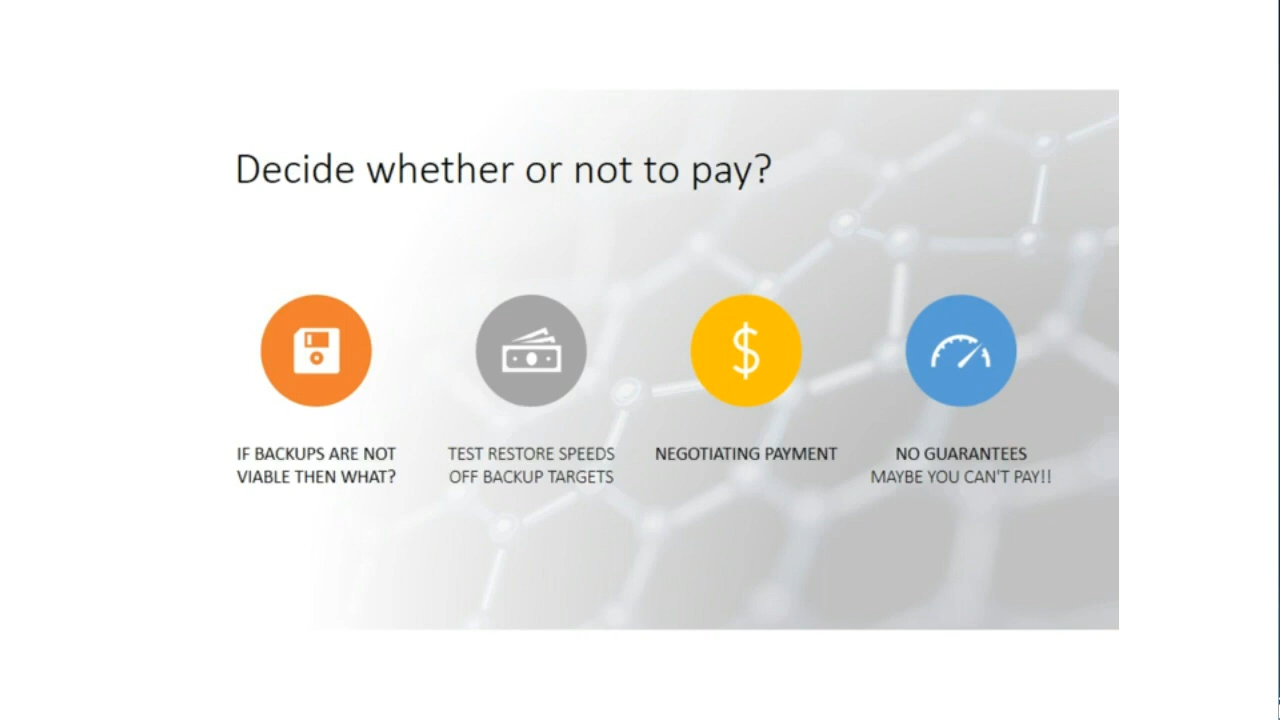 Decide whether or not to pay?
IF BACKUPS ARE NOT
VIABLE THEN WHAT?
TEST RESTORE SPEEDS
OFF BACKUP TARGETS
NEGOTIATING PAYMENT
NO GUARANTEES
MAYBE YOU CAN'T PAY!!